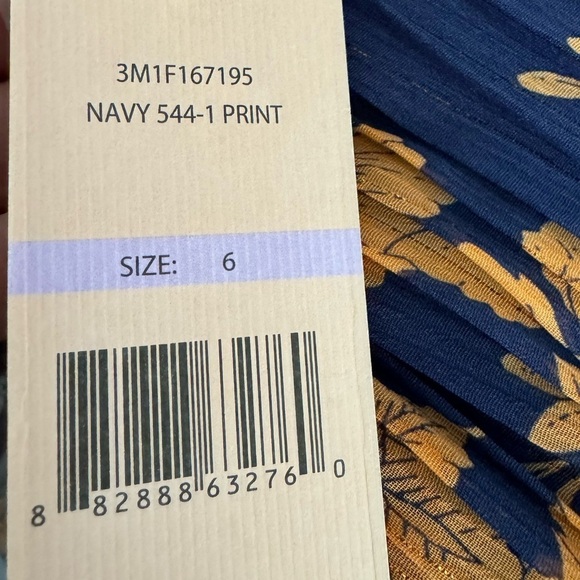 3M1F167195
NAVY 544-1 PRINT
SIZE: 6
8 82888 63276 0